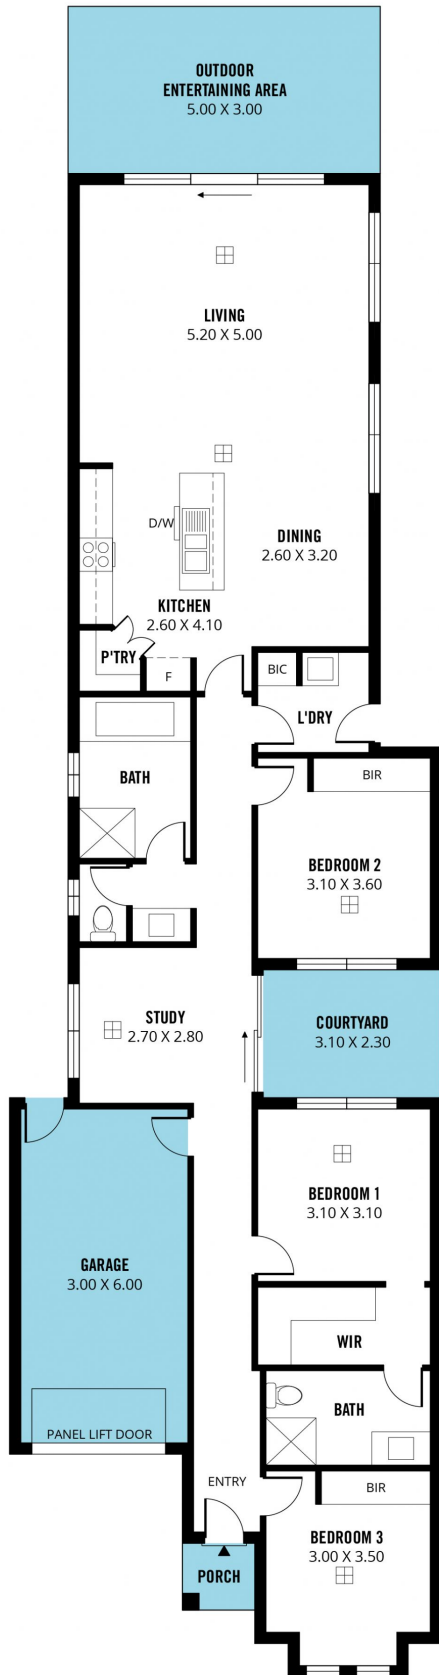 OUTDOOR
ENTERTAINING AREA
5.00 X 3.00
LIVING
5.20 X 5.00
D/W
DINING
2.60 X 3.20
KITCHEN
2.60 X 4.10
P'TRY
F
BIC
L'DRY
BATH
BIR
BEDROOM 2
3.10 X 3.60
STUDY
2.70 X 2.80
COURTYARD
3.10 X 2.30
BEDROOM 1
3.10 X 3.10
GARAGE
3.00 X 6.00
WIR
BATH
PANEL LIFT DOOR
ENTRY
BIR
BEDROOM 3
3.00 X 3.50
PORCH